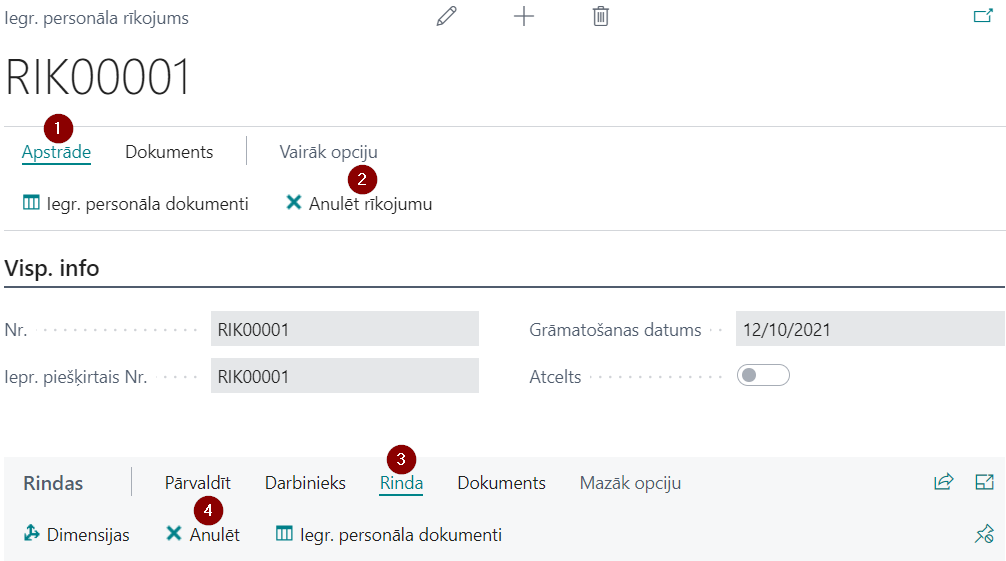 Iegr. personāla rīkojums
RIK00001
1
Apstrāde Dokuments Vairāk opciju
2
Iegr. personāla dokumenti Anulēt rīkojumu
Visp. info
Nr. RIK00001 Grāmatošanas datums 12/10/2021
Iepr. piešķirtais Nr. RIK00001 Atcelts
3
Rindas Pārvaldīt Darbinieks Rinda Dokuments Mazāk opciju
4
Dimensijas Anulēt Iegr. personāla dokumenti